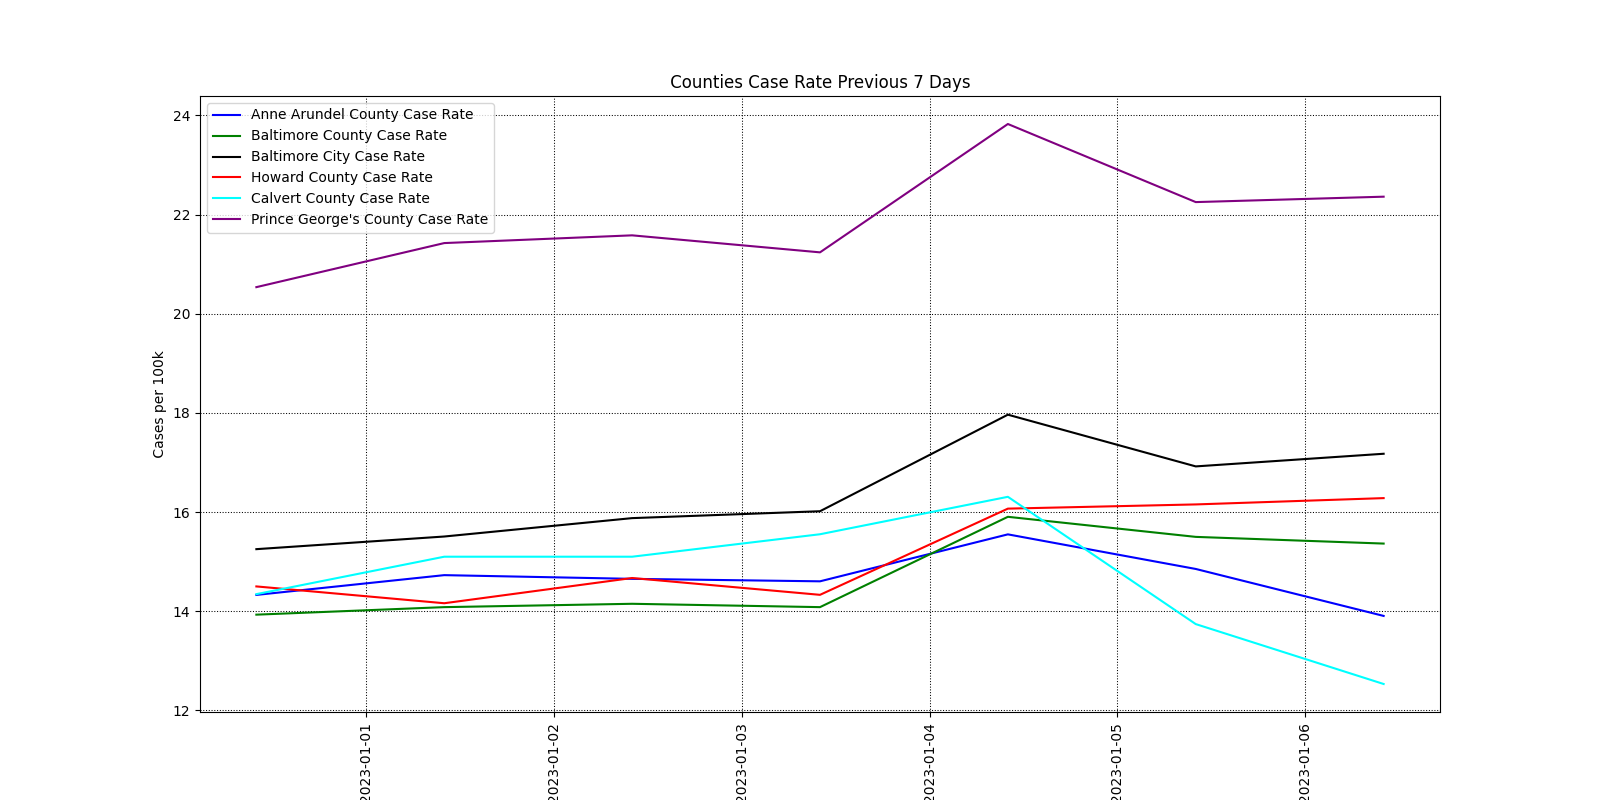 Counties Case Rate Previous 7 Days
Anne Arundel County Case Rate
Baltimore County Case Rate
Baltimore City Case Rate
Howard County Case Rate
Calvert County Case Rate
Prince George's County Case Rate
Cases per 100k
24
22
20
18
16
14
12
2023-01-01
2023-01-02
2023-01-03
2023-01-04
2023-01-05
2023-01-06